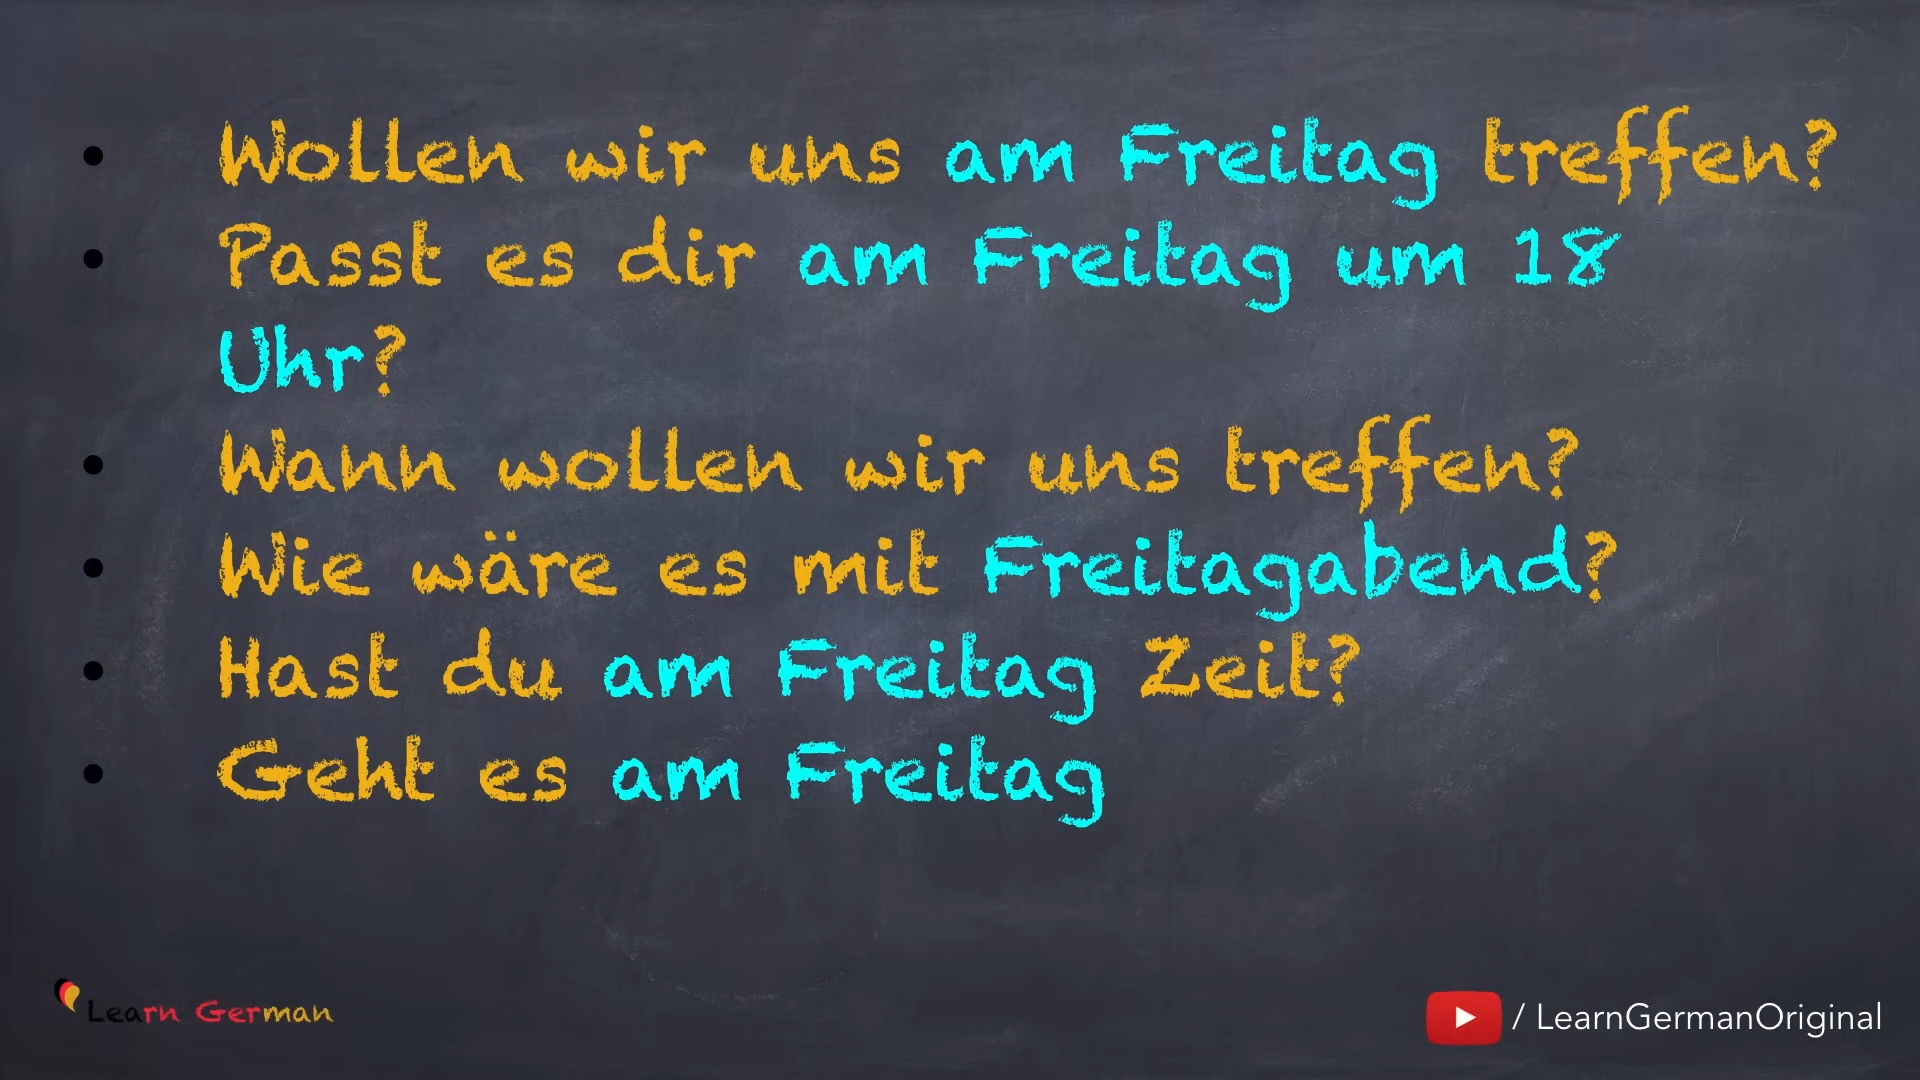 Wollen wir uns am Freitag treffen?
Passt es dir am Freitag um 18
Uhr?
Wann wollen wir uns treffen?
Wie wäre es mit Freitagabend?
Hast du am Freitag Zeit?
Geht es am Freitag
Learn German
/ LearnGermanOriginal